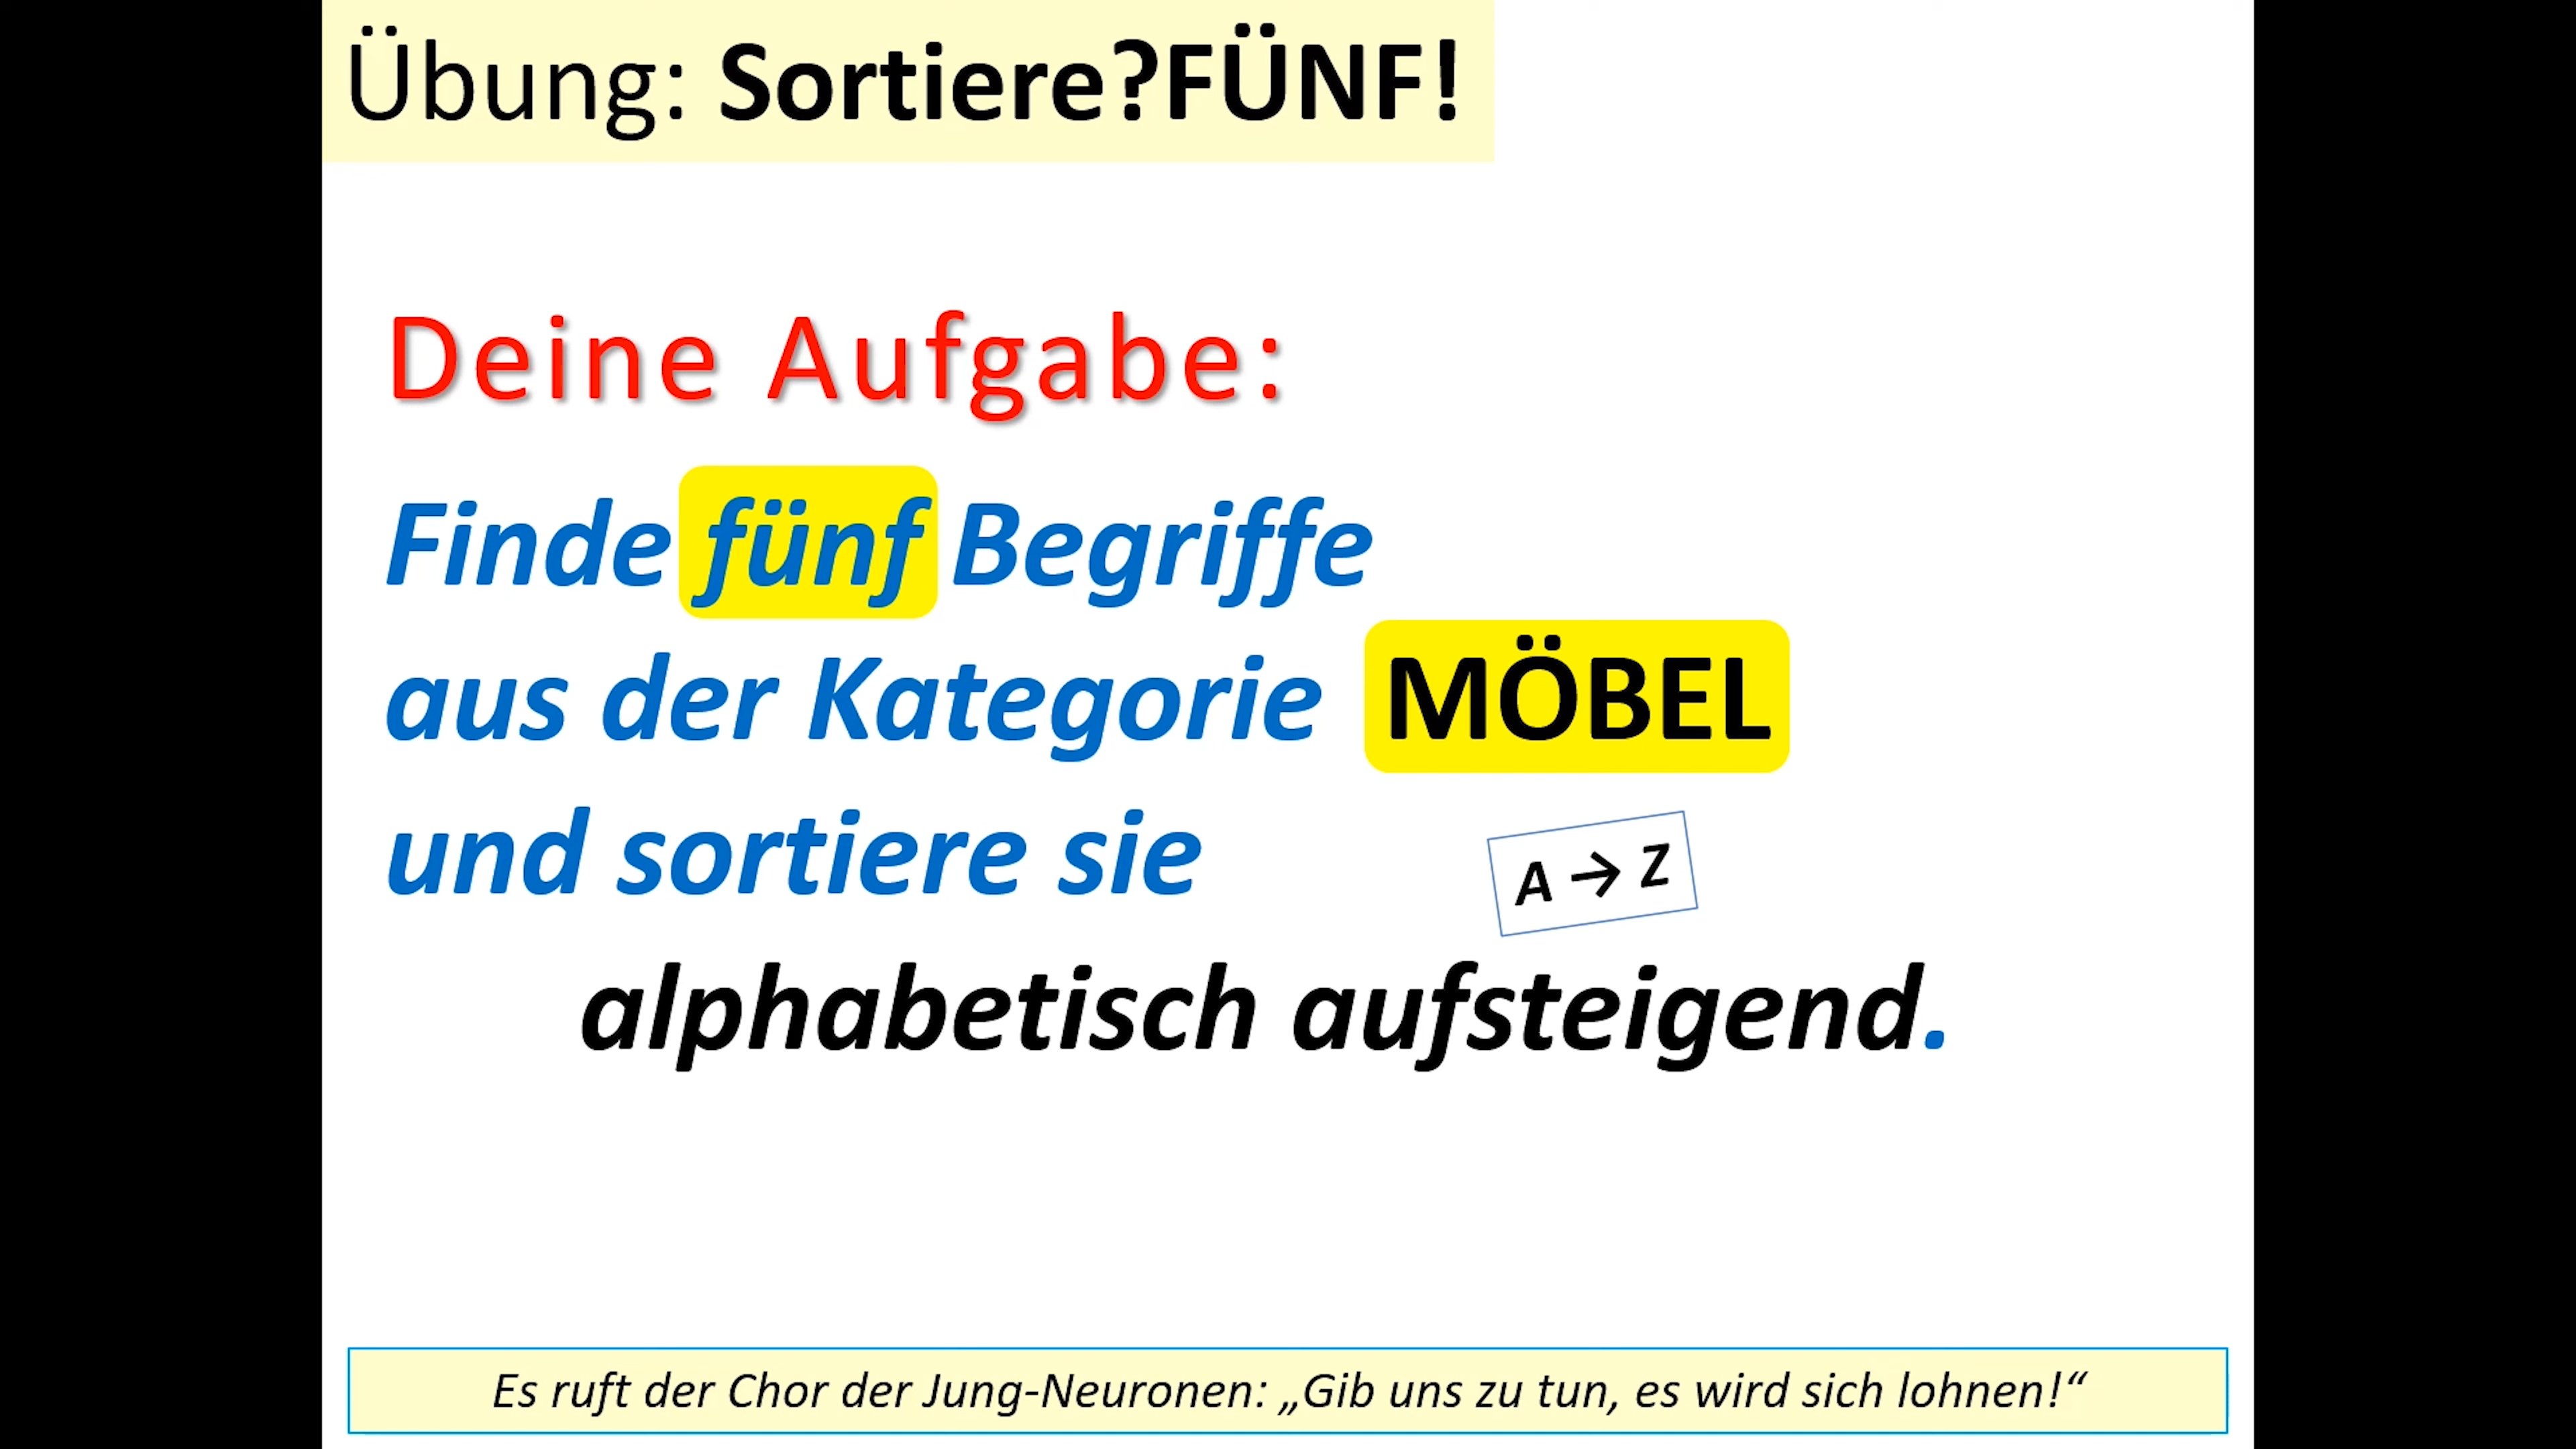 Übung: Sortiere?FÜNF!
Deine Aufgabe:
Finde fünf Begriffe
aus der Kategorie MÖBEL
und sortiere sie
A → Z
alphabetisch aufsteigend.
Es ruft der Chor der Jung-Neuronen: „Gib uns zu tun, es wird sich lohnen!“